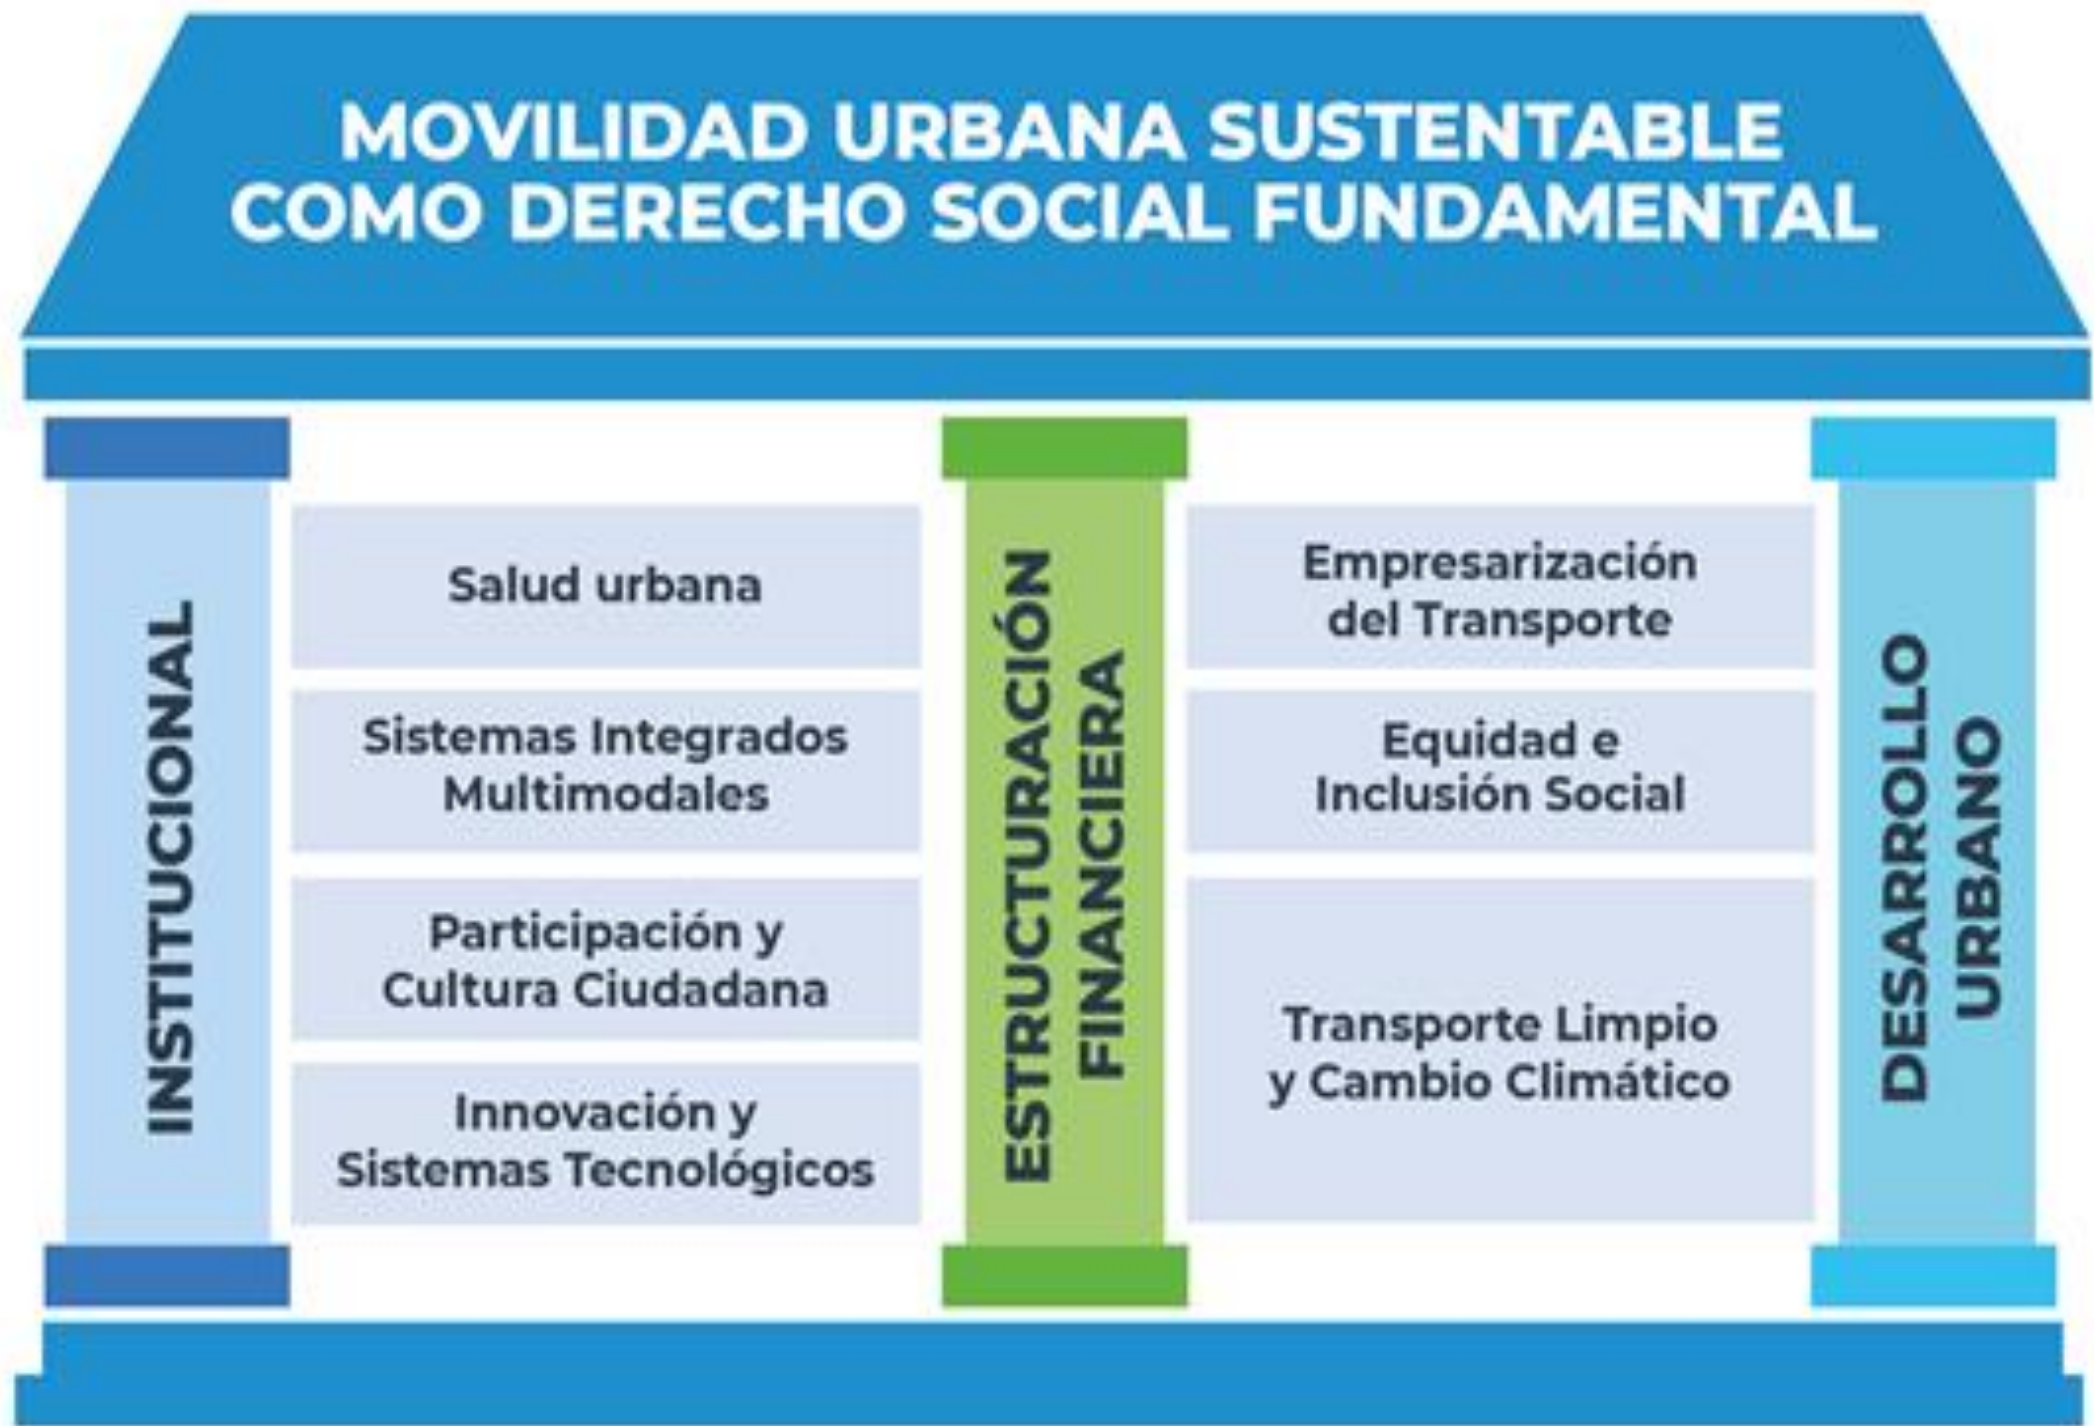 MOVILIDAD URBANA SUSTENTABLE
COMO DERECHO SOCIAL FUNDAMENTAL
INSTITUCIONAL
Salud urbana
Sistemas Integrados
Multimodales
Participación y
Cultura Ciudadana
Innovación y
Sistemas Tecnológicos
ESTRUCTURACIÓN
FINANCIERA
Empresarización
del Transporte
Equidad e
Inclusión Social
Transporte Limpio
y Cambio Climático
DESARROLLO
URBANO